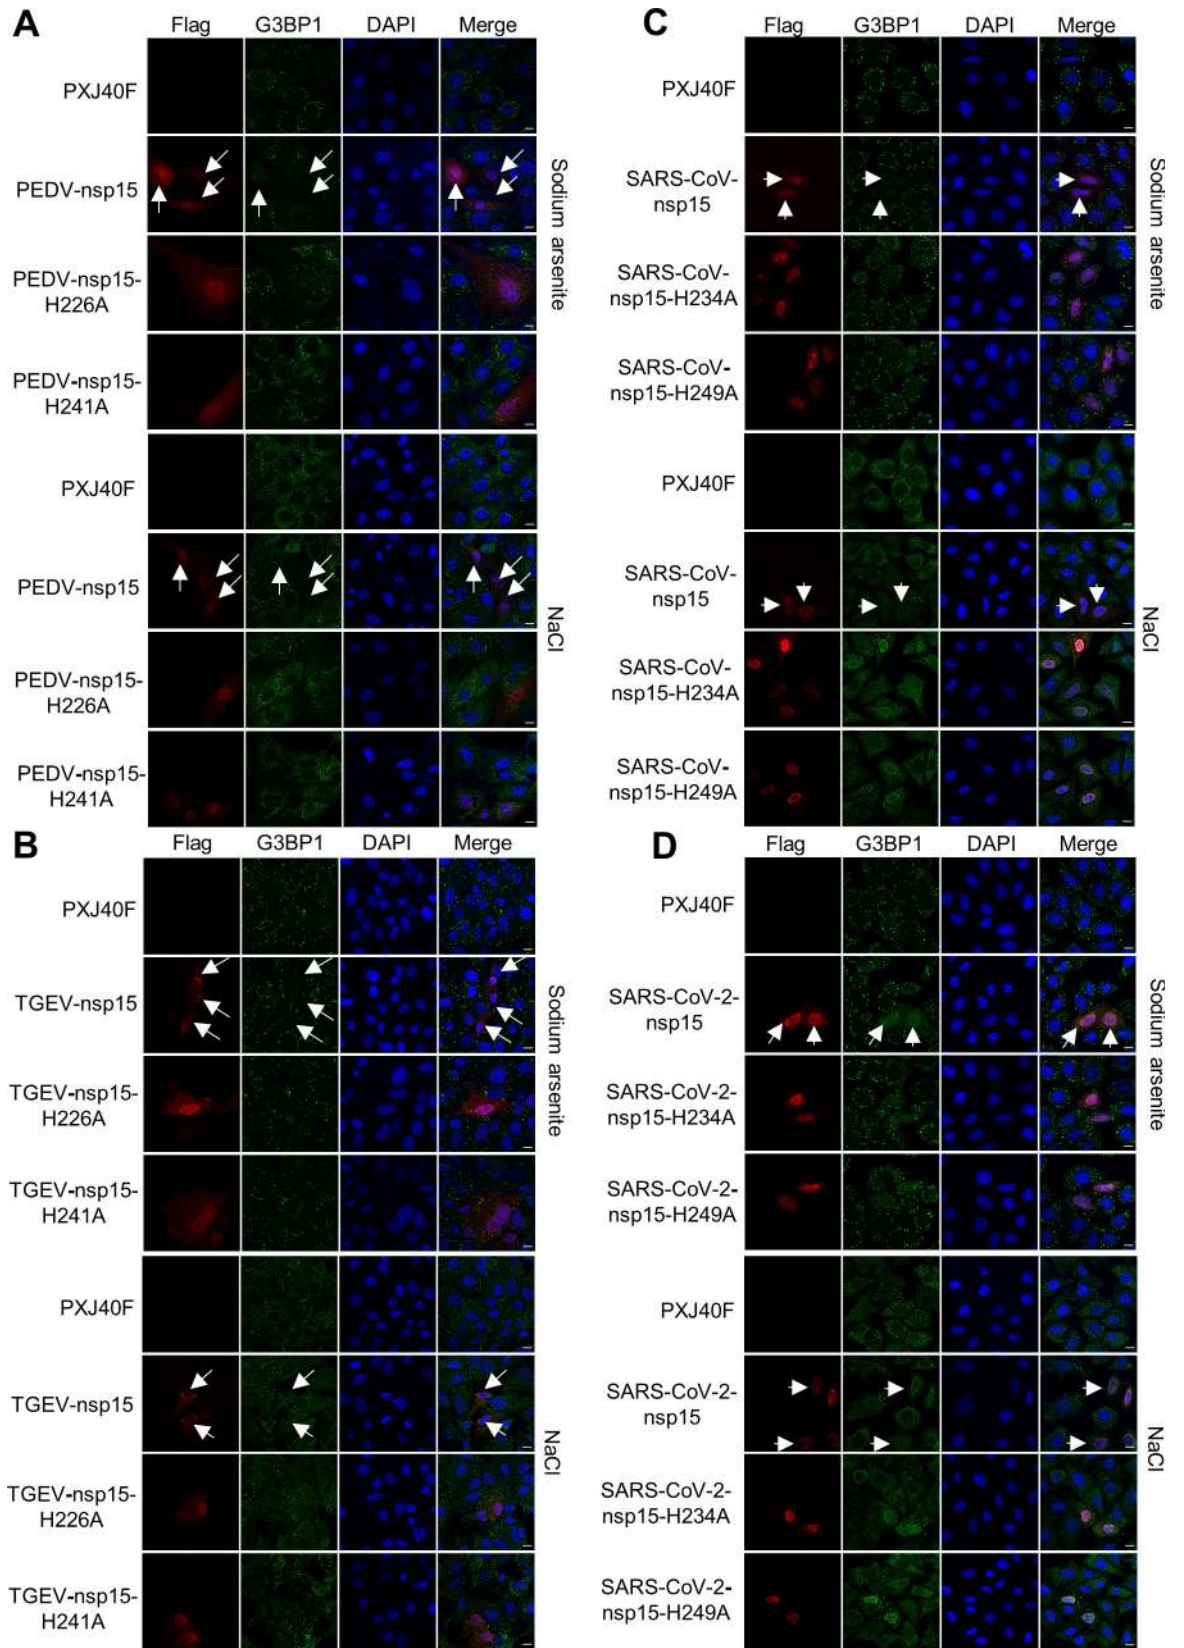 A
Flag G3BP1 DAPI Merge
PXJ40F
PEDV-nsp15
PEDV-nsp15-
H226A
PEDV-nsp15-
H241A
Sodium arsenite
PXJ40F
PEDV-nsp15
PEDV-nsp15-
H226A
PEDV-nsp15-
H241A
NaCl
B
Flag G3BP1 DAPI Merge
PXJ40F
TGEV-nsp15
TGEV-nsp15-
H226A
TGEV-nsp15-
H241A
Sodium arsenite
PXJ40F
TGEV-nsp15
TGEV-nsp15-
H226A
TGEV-nsp15-
H241A
NaCl
C
Flag G3BP1 DAPI Merge
PXJ40F
SARS-CoV-
nsp15
SARS-CoV-
nsp15-H234A
SARS-CoV-
nsp15-H249A
Sodium arsenite
PXJ40F
SARS-CoV-
nsp15
SARS-CoV-
nsp15-H234A
SARS-CoV-
nsp15-H249A
NaCl
D
Flag G3BP1 DAPI Merge
PXJ40F
SARS-CoV-2-
nsp15
SARS-CoV-2-
nsp15-H234A
SARS-CoV-2-
nsp15-H249A
Sodium arsenite
PXJ40F
SARS-CoV-2-
nsp15
SARS-CoV-2-
nsp15-H234A
SARS-CoV-2-
nsp15-H249A
NaCl